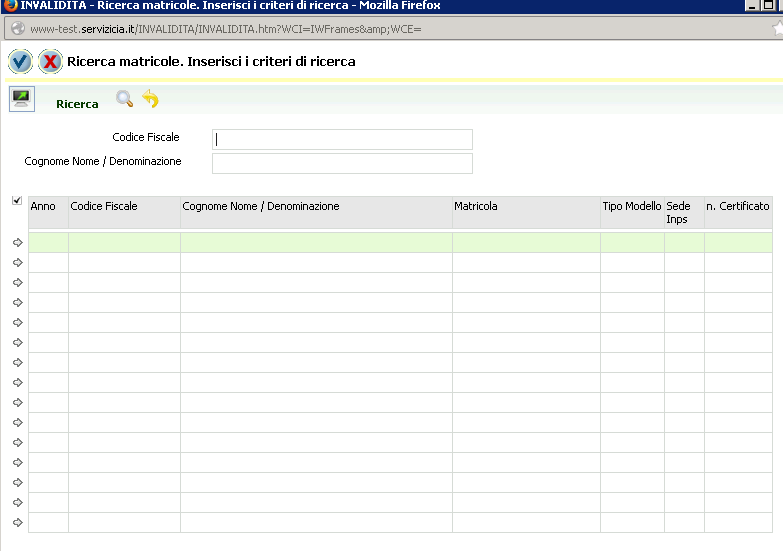 INVALIDITA - Ricerca matricole. Inserisci i criteri di ricerca - Mozilla Firefox
www-test.servizicia.it/INVALIDITA/INVALIDITA.htm?WCI=IWFrames&amp;WCE=
Ricerca matricole. Inserisci i criteri di ricerca
Ricerca
Codice Fiscale
Cognome Nome / Denominazione
Anno Codice Fiscale Cognome Nome / Denominazione Matricola Tipo Modello Sede n. Certificato
Inps